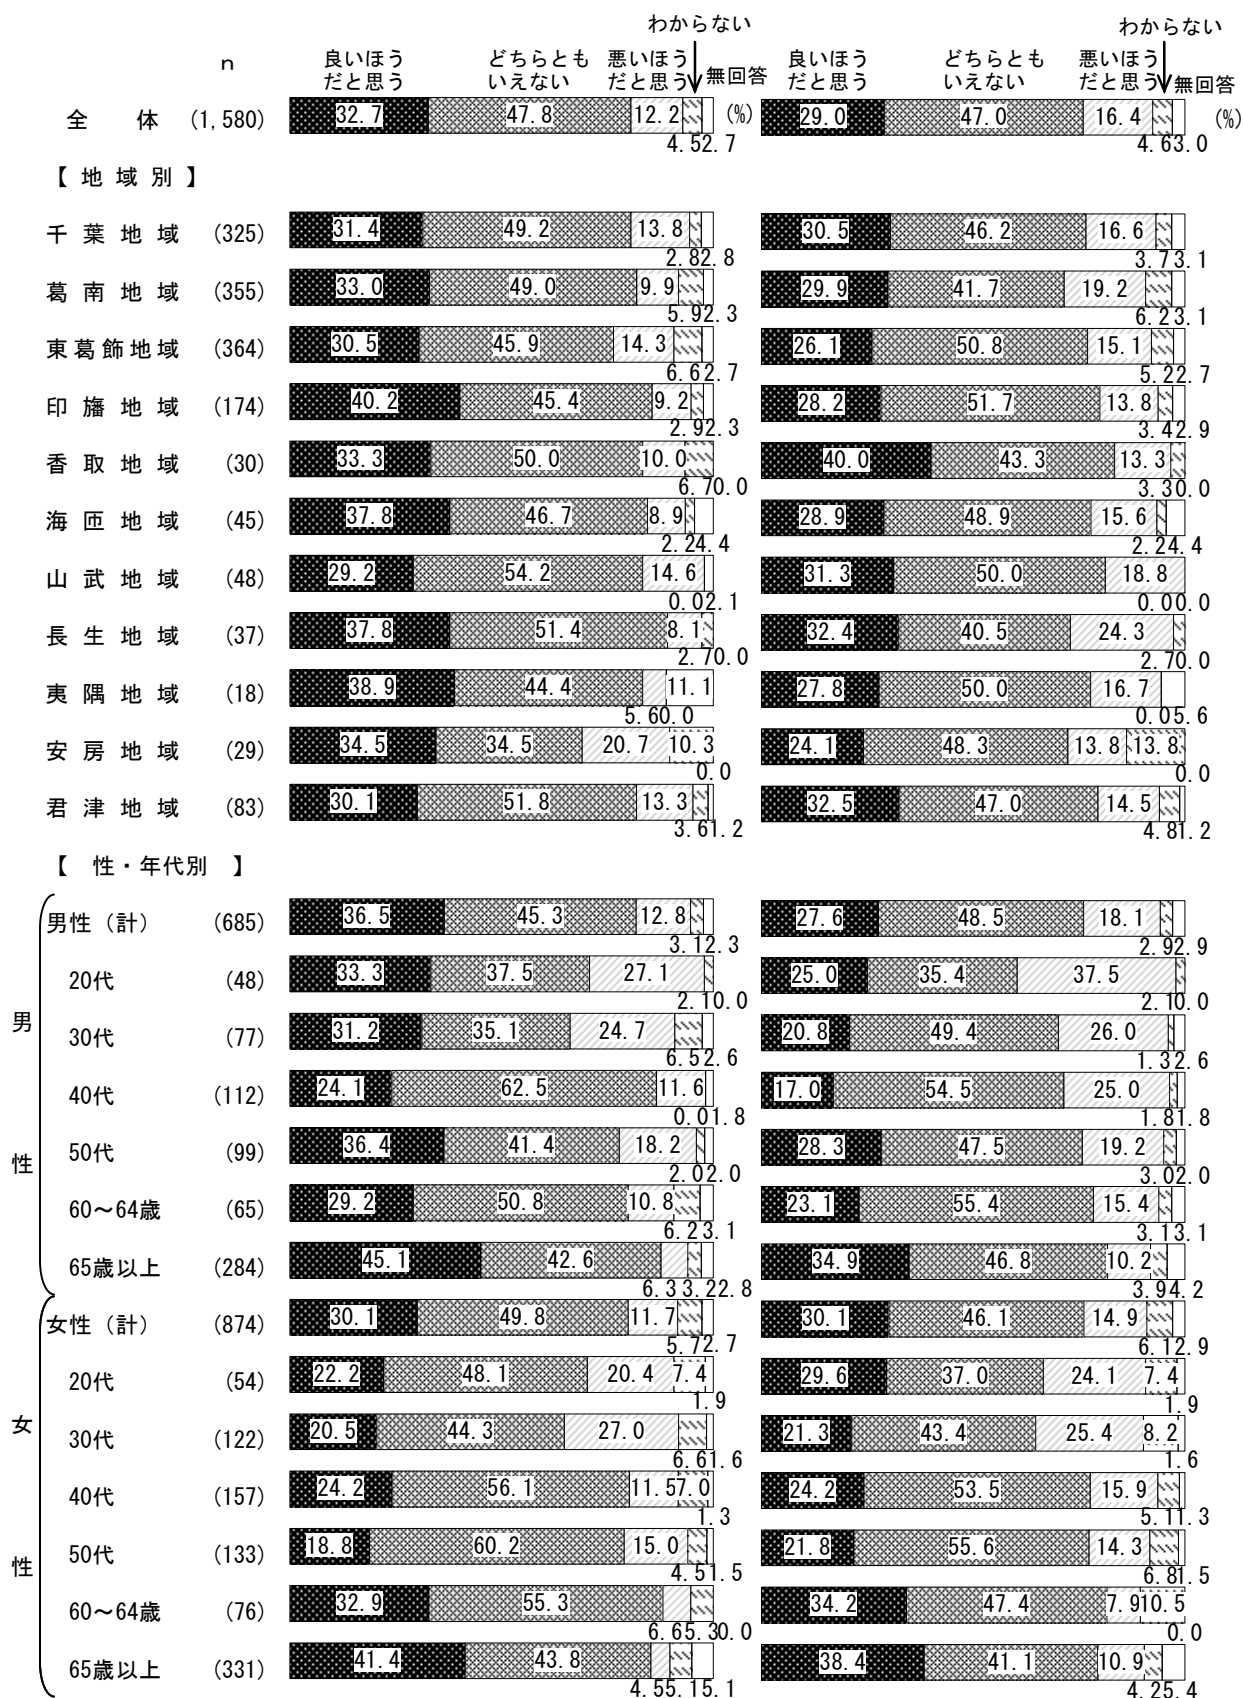 わからない わからない
ｎ 良いほう どちらとも 悪いほう 良いほう どちらとも 悪いほう
だと思う いえない だと思う 無回答 だと思う いえない だと思う 無回答
全 体 (1,580) 32.7 47.8 12.2 (%) 29.0 47.0 16.4 (%)
4.5 2.7 4.6 3.0
【 地 域 別 】
千 葉 地 域 (325) 31.4 49.2 13.8 30.5 46.2 16.6
2.8 2.8 3.7 3.1
葛 南 地 域 (355) 33.0 49.0 9.9 29.9 41.7 19.2
5.9 2.3 6.2 3.1
東葛飾地域 (364) 30.5 45.9 14.3 26.1 50.8 15.1
6.6 2.7 5.2 2.7
印 旛 地 域 (174) 40.2 45.4 9.2 28.2 51.7 13.8
2.9 2.3 3.4 2.9
香 取 地 域 (30) 33.3 50.0 10.0 40.0 43.3 13.3
6.7 0.0 3.3 0.0
海 匝 地 域 (45) 37.8 46.7 8.9 28.9 48.9 15.6
2.2 4.4 2.2 4.4
山 武 地 域 (48) 29.2 54.2 14.6 31.3 50.0 18.8
0.0 2.1 0.0 0.0
長 生 地 域 (37) 37.8 51.4 8.1 32.4 40.5 24.3
2.7 0.0 2.7 0.0
夷 隅 地 域 (18) 38.9 44.4 11.1 27.8 50.0 16.7
5.6 0.0 0.0 5.6
安 房 地 域 (29) 34.5 34.5 20.7 10.3 24.1 48.3 13.8 13.8
0.0 0.0
君 津 地 域 (83) 30.1 51.8 13.3 32.5 47.0 14.5
3.6 1.2 4.8 1.2
【 性・年代別 】
男性（計） (685) 36.5 45.3 12.8 27.6 48.5 18.1
3.1 2.3 2.9 2.9
20代 (48) 33.3 37.5 27.1 25.0 35.4 37.5
2.1 0.0 2.1 0.0
男
30代 (77) 31.2 35.1 24.7 20.8 49.4 26.0
6.5 2.6 1.3 2.6
40代 (112) 24.1 62.5 11.6 17.0 54.5 25.0
0.0 1.8 1.8 1.8
50代 (99) 36.4 41.4 18.2 28.3 47.5 19.2
性
2.0 2.0 3.0 2.0
60～64歳 (65) 29.2 50.8 10.8 23.1 55.4 15.4
6.2 3.1 3.1 3.1
65歳以上 (284) 45.1 42.6 34.9 46.8 10.2
6.3 3.2 2.8 3.9 4.2
女性（計） (874) 30.1 49.8 11.7 30.1 46.1 14.9
5.7 2.7 6.1 2.9
20代 (54) 22.2 48.1 20.4 7.4 29.6 37.0 24.1 7.4
1.9 1.9
女
30代 (122) 20.5 44.3 27.0 21.3 43.4 25.4 8.2
6.6 1.6 1.6
40代 (157) 24.2 56.1 11.5 7.0 24.2 53.5 15.9
1.3 5.1 1.3
50代 (133) 18.8 60.2 15.0 21.8 55.6 14.3
性
4.5 1.5 6.8 1.5
60～64歳 (76) 32.9 55.3 34.2 47.4 7.9 10.5
6.6 5.3 0.0 0.0
65歳以上 (331) 41.4 43.8 38.4 41.1 10.9
4.5 5.1 5.1 4.2 5.4